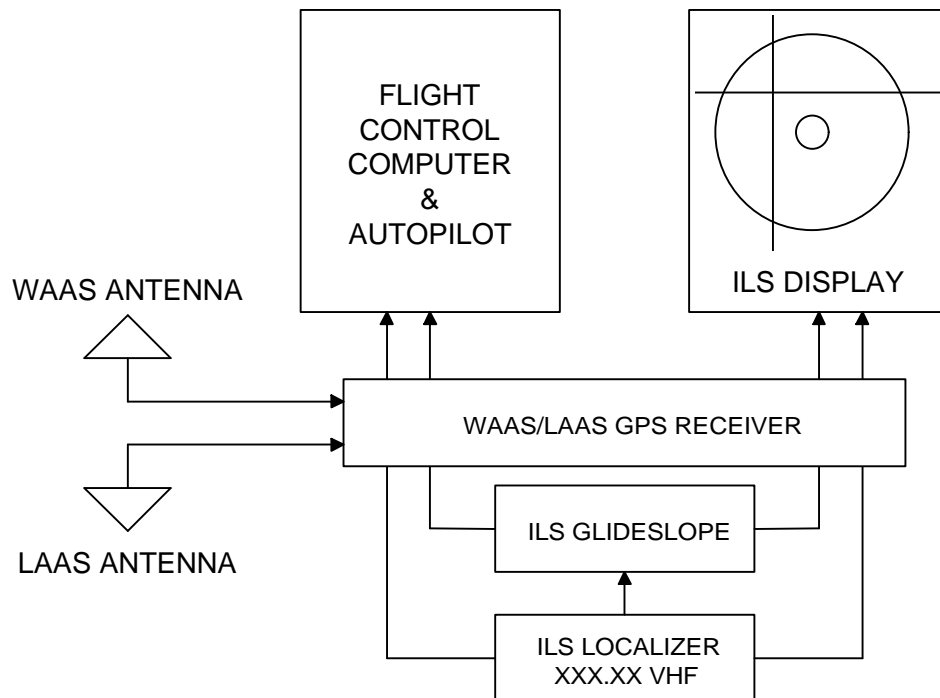 FLIGHT
CONTROL
COMPUTER
&
AUTOPILOT
ILS DISPLAY
WAAS ANTENNA
WAAS/LAAS GPS RECEIVER
LAAS ANTENNA
ILS GLIDESLOPE
ILS LOCALIZER
XXX.XX VHF